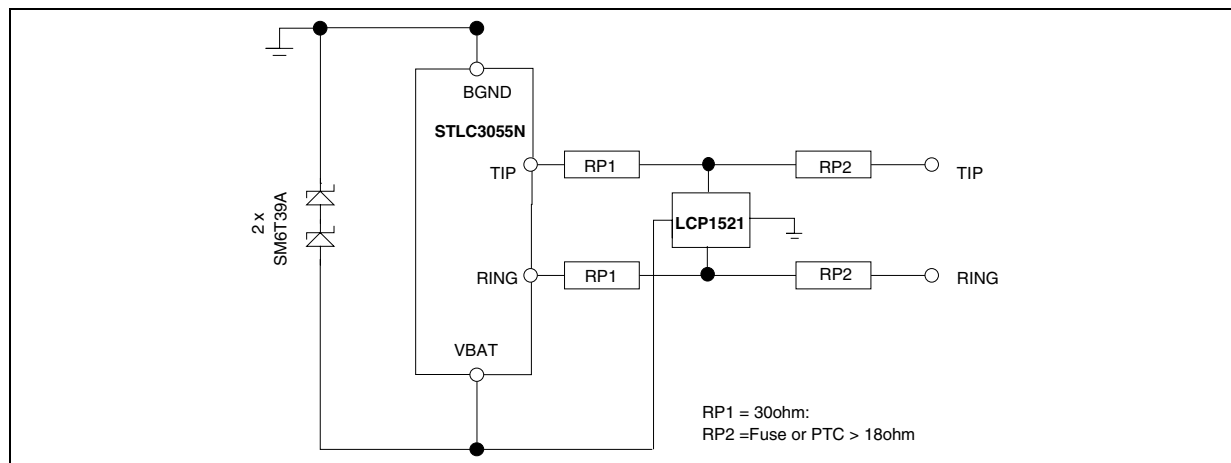 BGND
STLC3055N
TIP
RP1
RP2
TIP
2 x
SM6T39A
LCP1521
RING
RP1
RP2
RING
VBAT
RP1 = 30ohm:
RP2 =Fuse or PTC > 18ohm